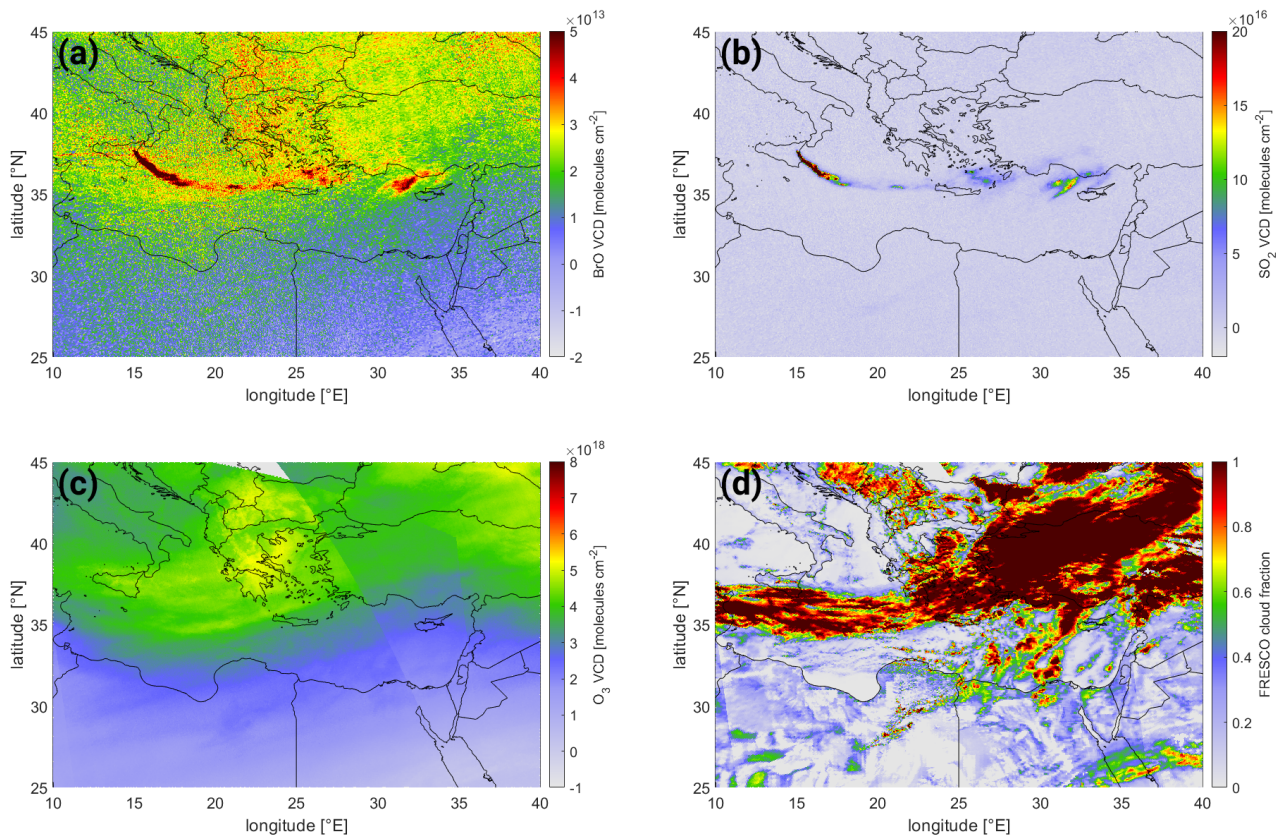 (a)
45
40
35
30
25
latitude [°N]
10 15 20 25 30 35 40
longitude [°E]
×10^13
5
4
3
2
1
0
-1
-2
BrO VCD [molecules cm^-2]
(b)
45
40
35
30
25
latitude [°N]
10 15 20 25 30 35 40
longitude [°E]
×10^16
20
15
10
5
0
SO₂ VCD [molecules cm^-2]
(c)
45
40
35
30
25
latitude [°N]
10 15 20 25 30 35 40
longitude [°E]
×10^18
8
7
6
5
4
3
2
1
0
-1
O₃ VCD [molecules cm^-2]
(d)
45
40
35
30
25
latitude [°N]
10 15 20 25 30 35 40
longitude [°E]
1
0.8
0.6
0.4
0.2
0
FRESCO cloud fraction